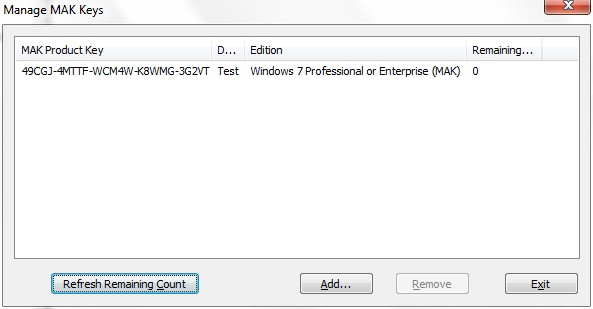 Manage MAK Keys
MAK Product Key D... Edition Remaining...
49CGJ-4MTTF-WCM4W-K8WMG-3G2VT Test Windows 7 Professional or Enterprise (MAK) 0
Refresh Remaining Count Add... Remove Exit